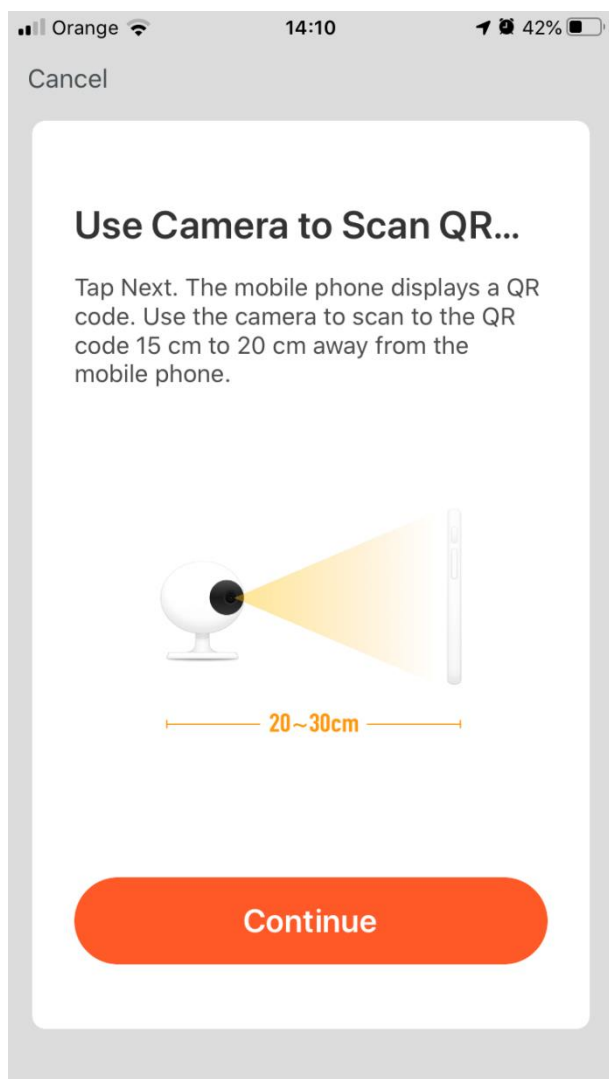 Orange 14:10 42%
Cancel
Use Camera to Scan QR...
Tap Next. The mobile phone displays a QR
code. Use the camera to scan to the QR
code 15 cm to 20 cm away from the
mobile phone.
20~30cm
Continue